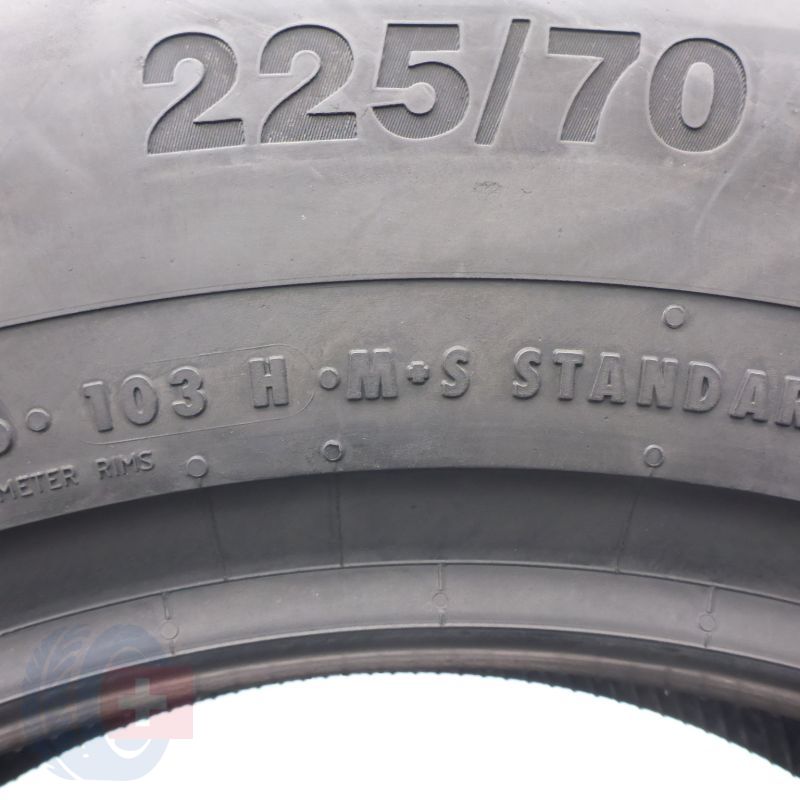 225/70
· 103 H ·M+S STANDAR
METER RIMS